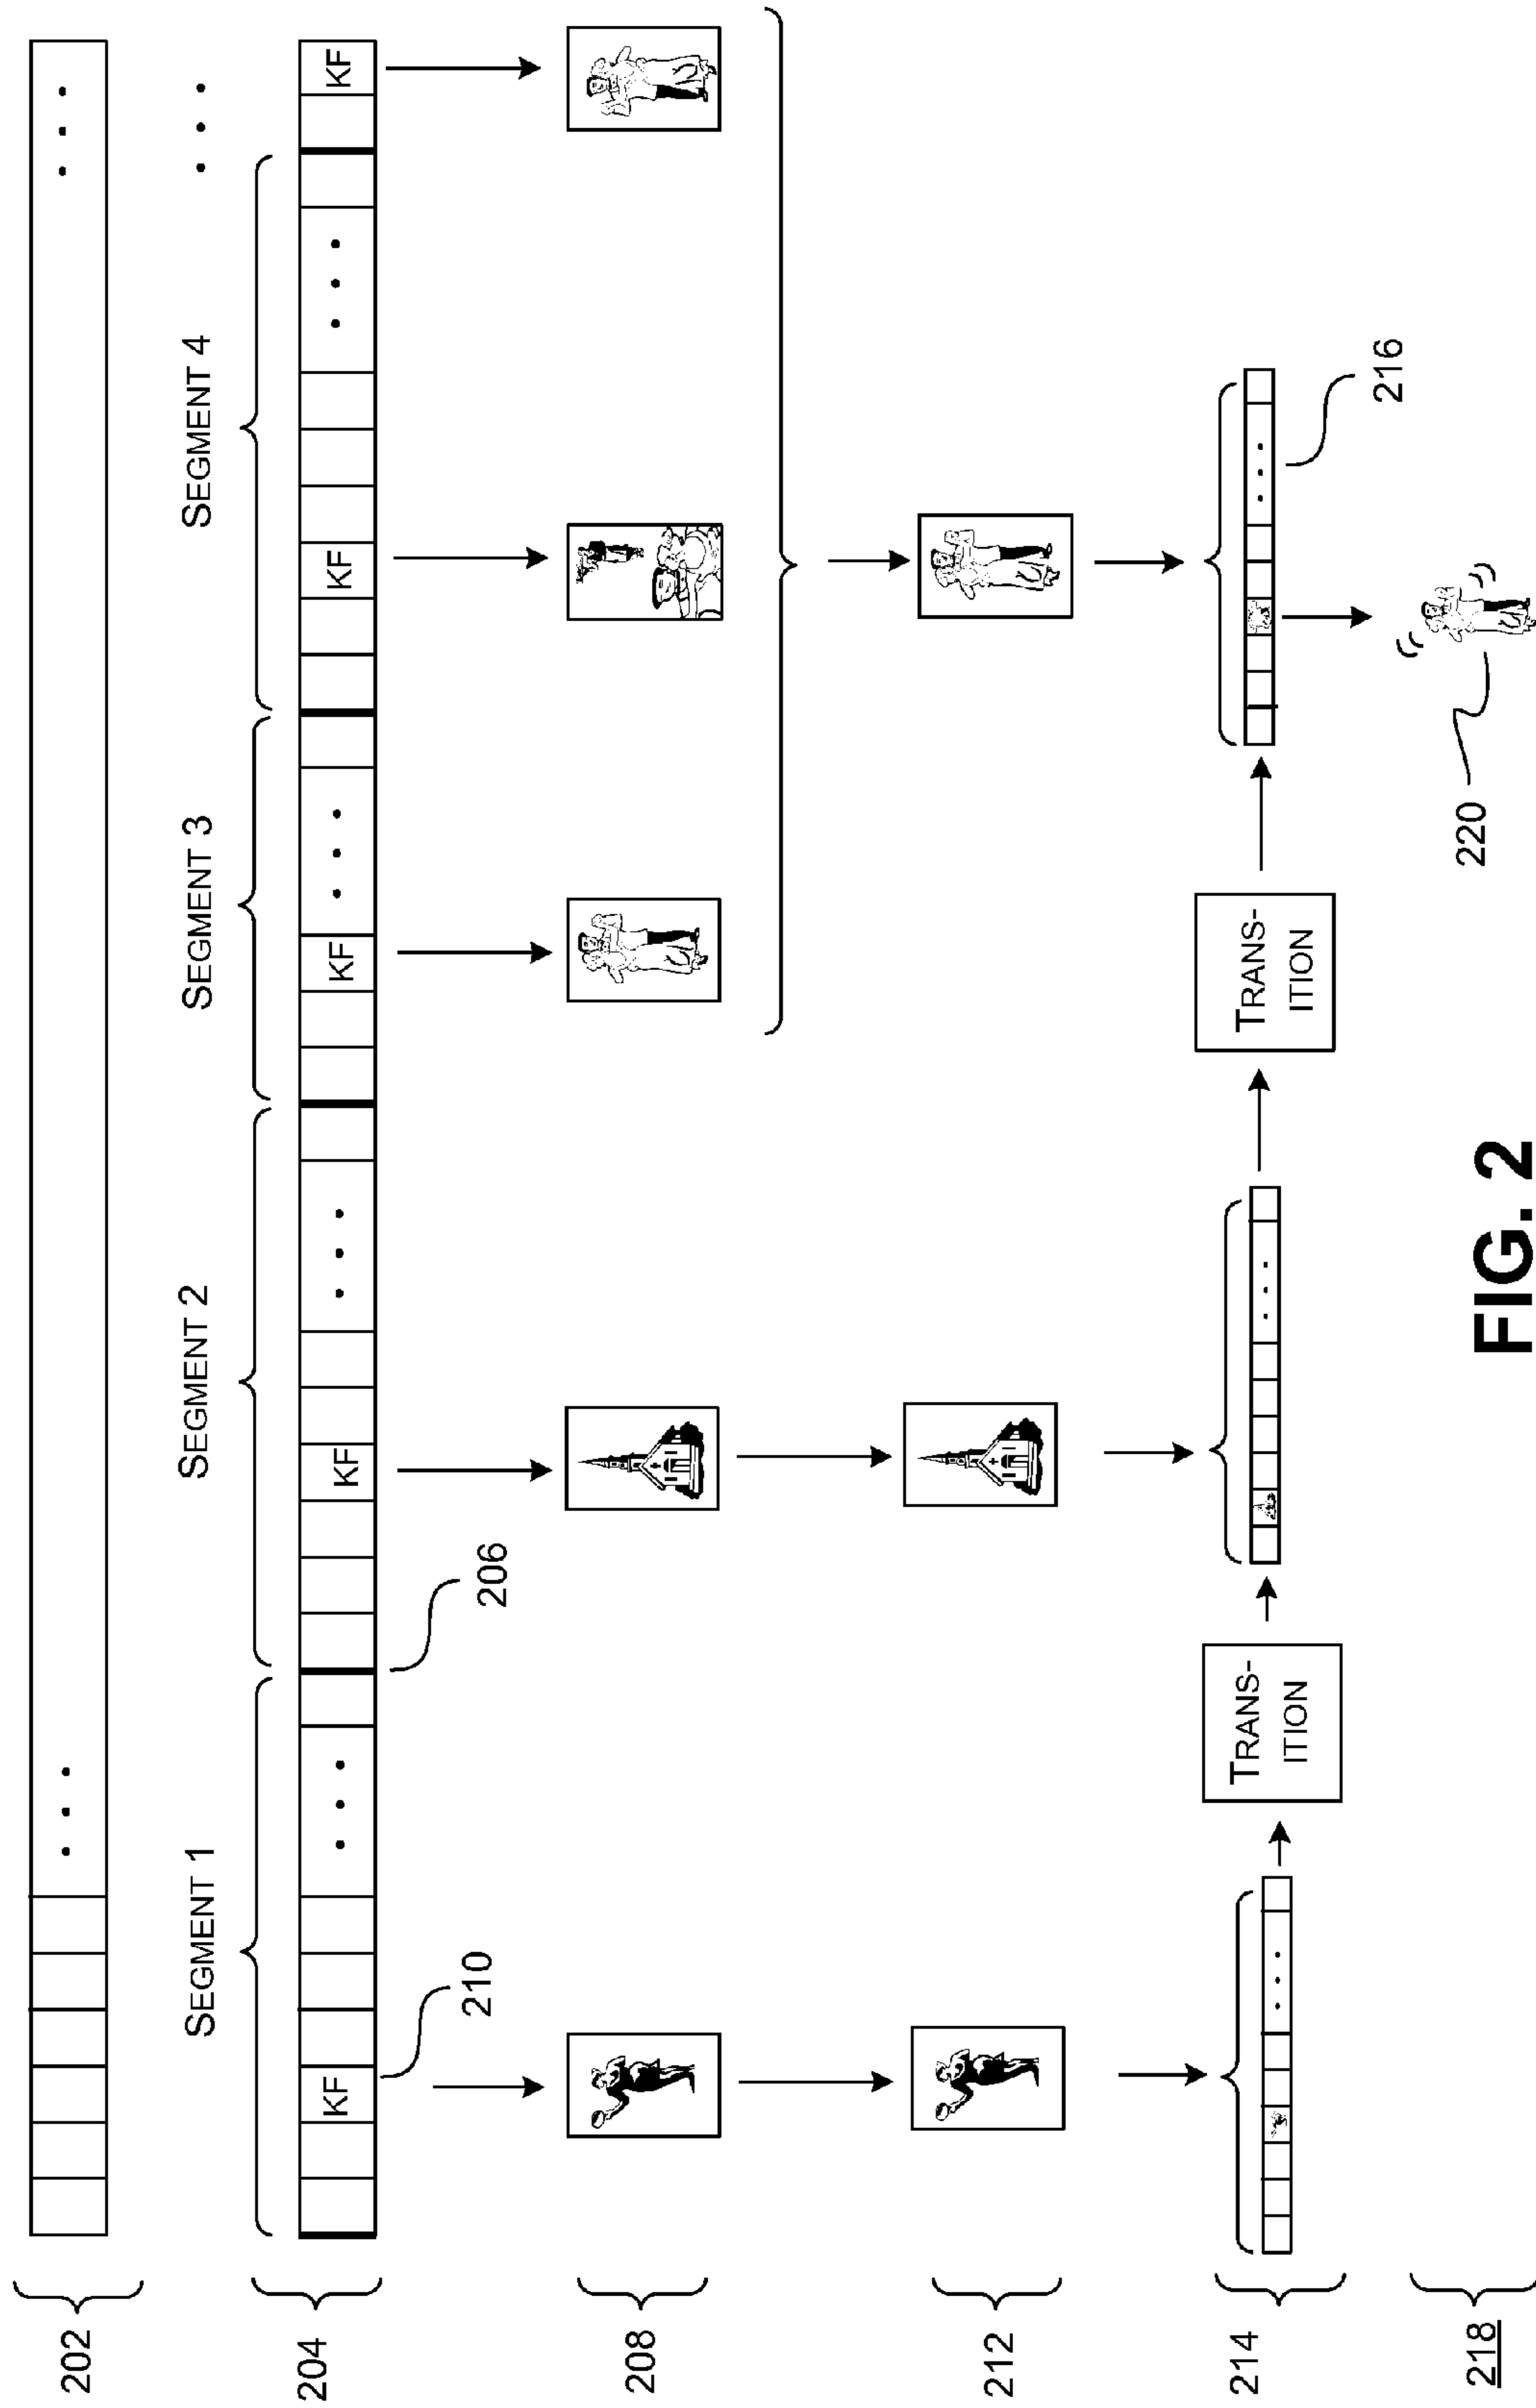 202
SEGMENT 1
SEGMENT 2
SEGMENT 3
SEGMENT 4
204
KF
KF
KF
KF
KF
210
206
208
212
214
TRANS-
ITION
TRANS-
ITION
216
218
220
FIG. 2